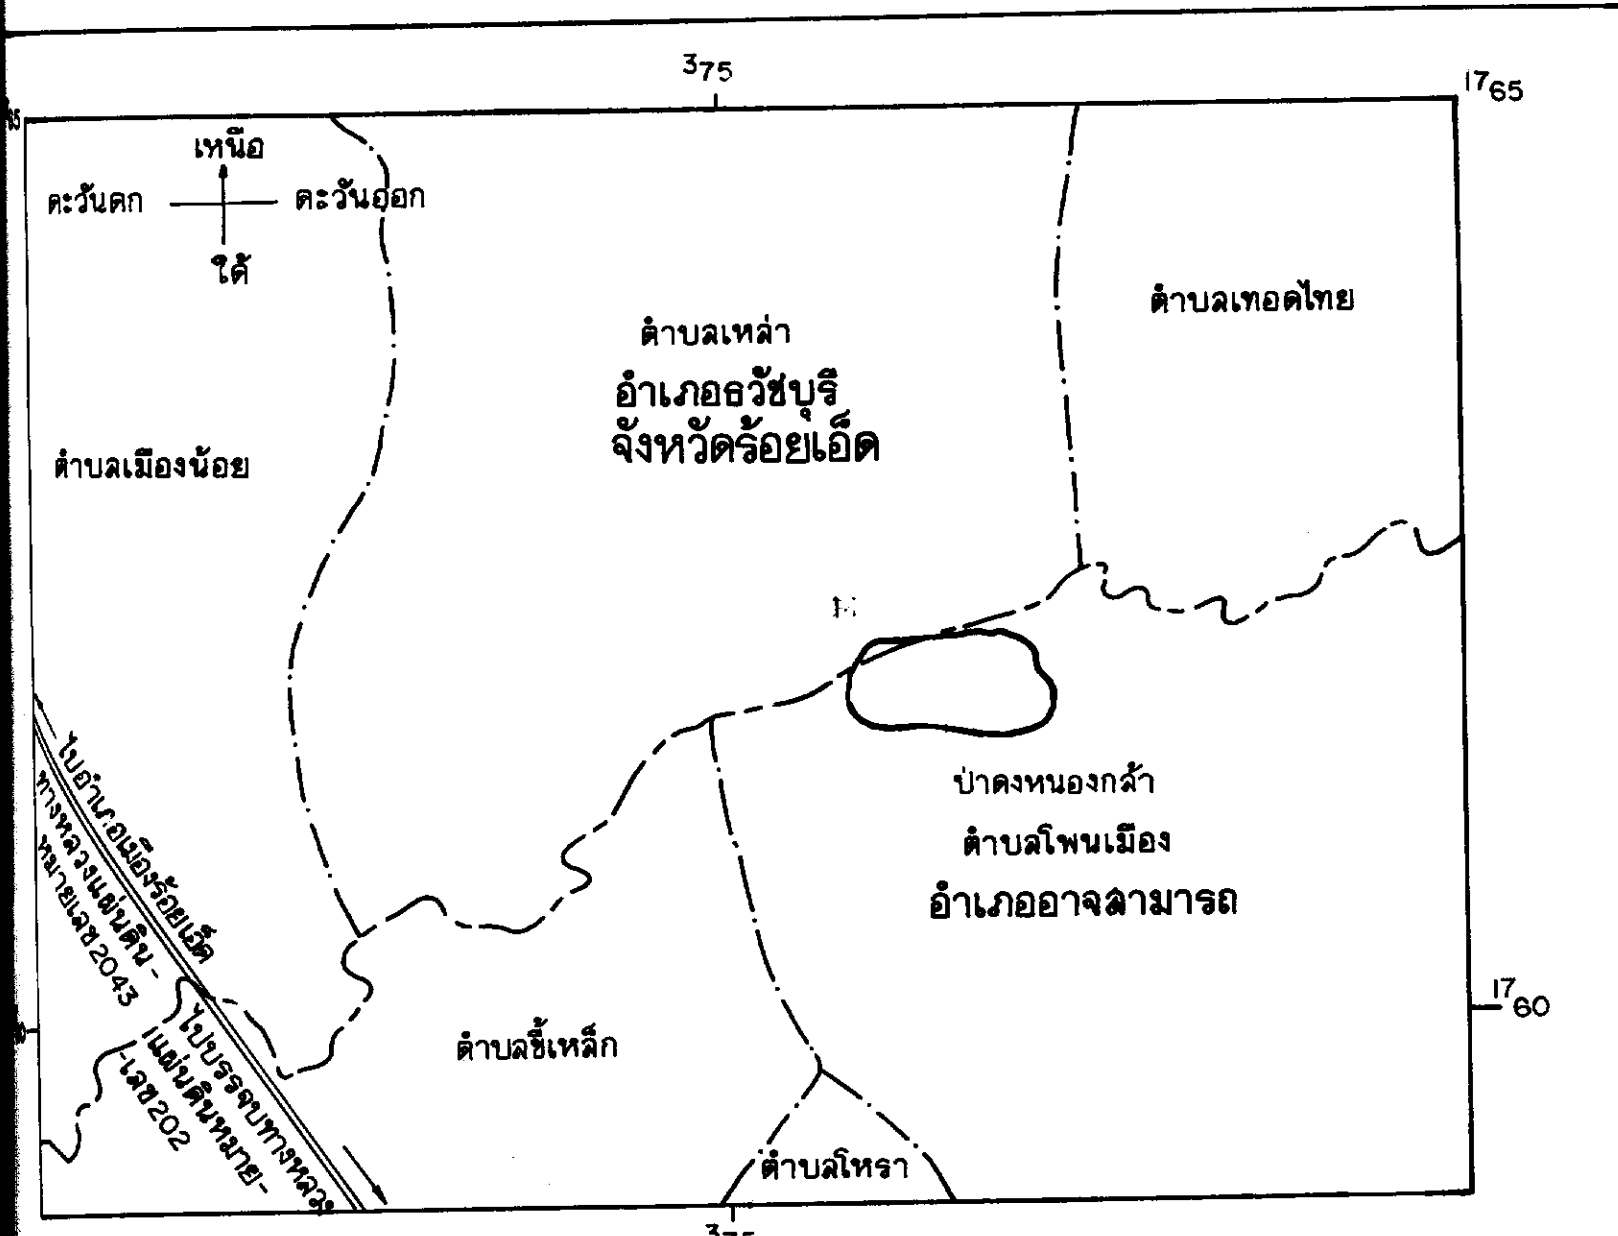 375
1765
65
เหนือ
ตะวันตก
ตะวันออก
ใต้
ตำบลเทอดไทย
ตำบลเหล่า
อำเภอธวัชบุรี
จังหวัดร้อยเอ็ด
ตำบลเมืองน้อย
ไปอำเภอเมืองร้อยเอ็ด
ทางหลวงแผ่นดิน-
หมายเลข2043
ป่าดงหนองกล้า
ตำบลโพนเมือง
อำเภออาจสามารถ
1760
ไปบรรจบทางหลวง
แผ่นดินหมาย-
-เลข202
ตำบลขี้เหล็ก
ตำบลโหรา
375